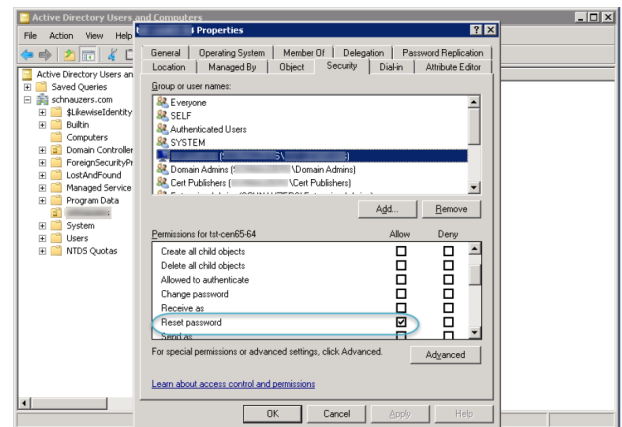 Active Directory Users and Computers
File Action View Help
Active Directory Users an
Saved Queries
schnauzers.com
$LikewiseIdentity
Builtin
Computers
Domain Controller
ForeignSecurityPr
LostAndFound
Managed Service
Program Data
System
Users
NTDS Quotas
4 Properties
General Operating System Member Of Delegation Password Replication
Location Managed By Object Security Dial-in Attribute Editor
Group or user names:
Everyone
SELF
Authenticated Users
SYSTEM
Domain Admins ( \Domain Admins)
Cert Publishers ( \Cert Publishers)
Add... Remove
Permissions for tst-cen65-64 Allow Deny
Create all child objects
Delete all child objects
Allowed to authenticate
Change password
Receive as
Reset password
Send as
For special permissions or advanced settings, click Advanced. Advanced
Learn about access control and permissions
OK Cancel Apply Help